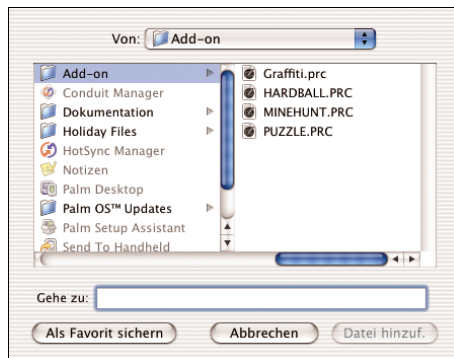 Von: Add-on
Add-on
Conduit Manager
Dokumentation
Holiday Files
HotSync Manager
Notizen
Palm Desktop
Palm OS™ Updates
Palm Setup Assistant
Send To Handheld
Graffiti.prc
HARDBALL.PRC
MINEHUNT.PRC
PUZZLE.PRC
Gehe zu:
Als Favorit sichern
Abbrechen
Datei hinzuf.